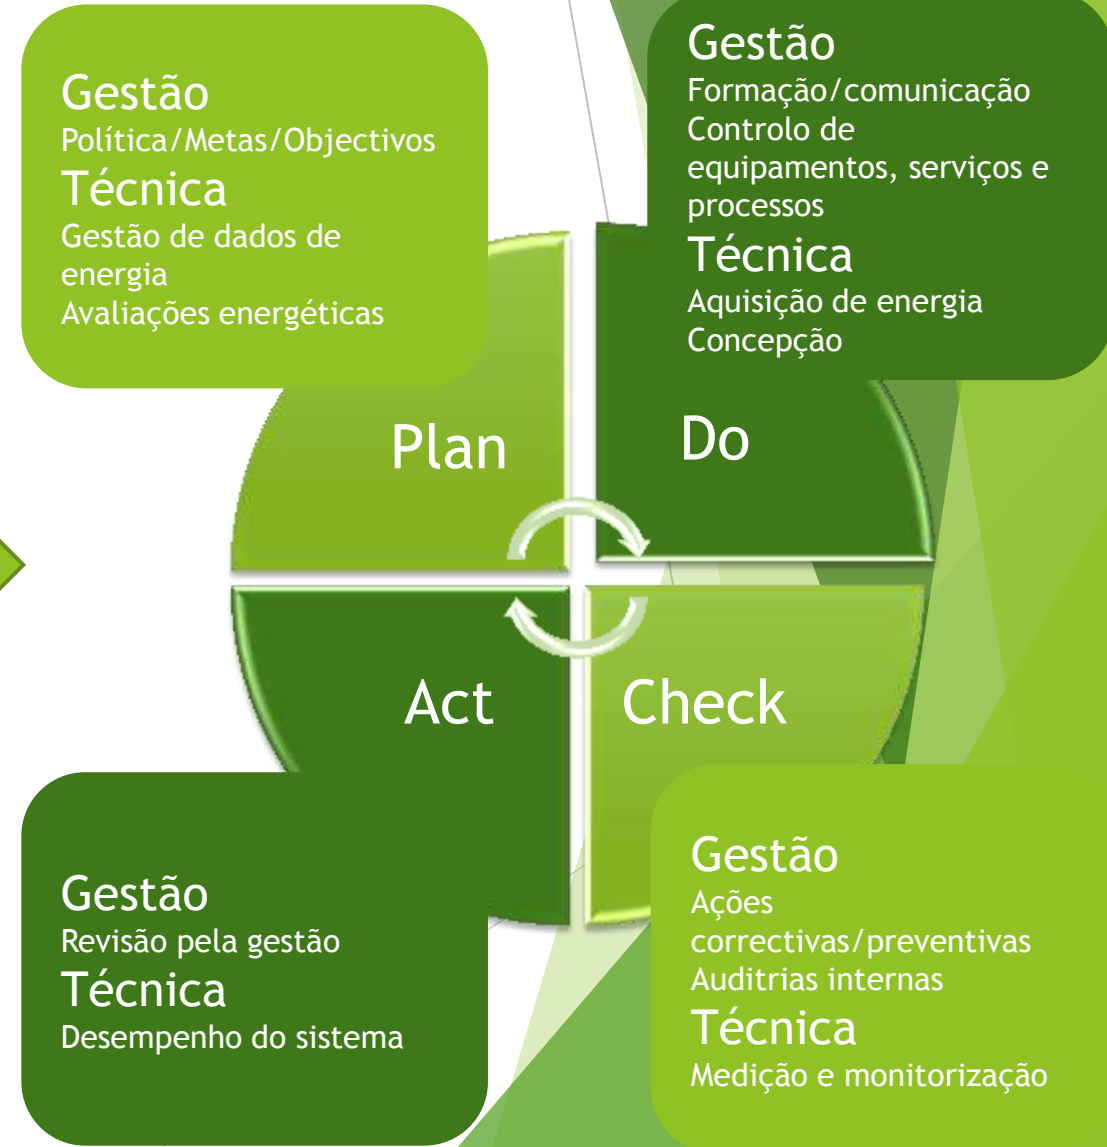 Gestão
Política/Metas/Objectivos
Técnica
Gestão de dados de
energia
Avaliações energéticas
Gestão
Formação/comunicação
Controlo de
equipamentos, serviços e
processos
Técnica
Aquisição de energia
Concepção
Plan
Do
Act
Check
Gestão
Revisão pela gestão
Técnica
Desempenho do sistema
Gestão
Ações
correctivas/preventivas
Auditrias internas
Técnica
Medição e monitorização